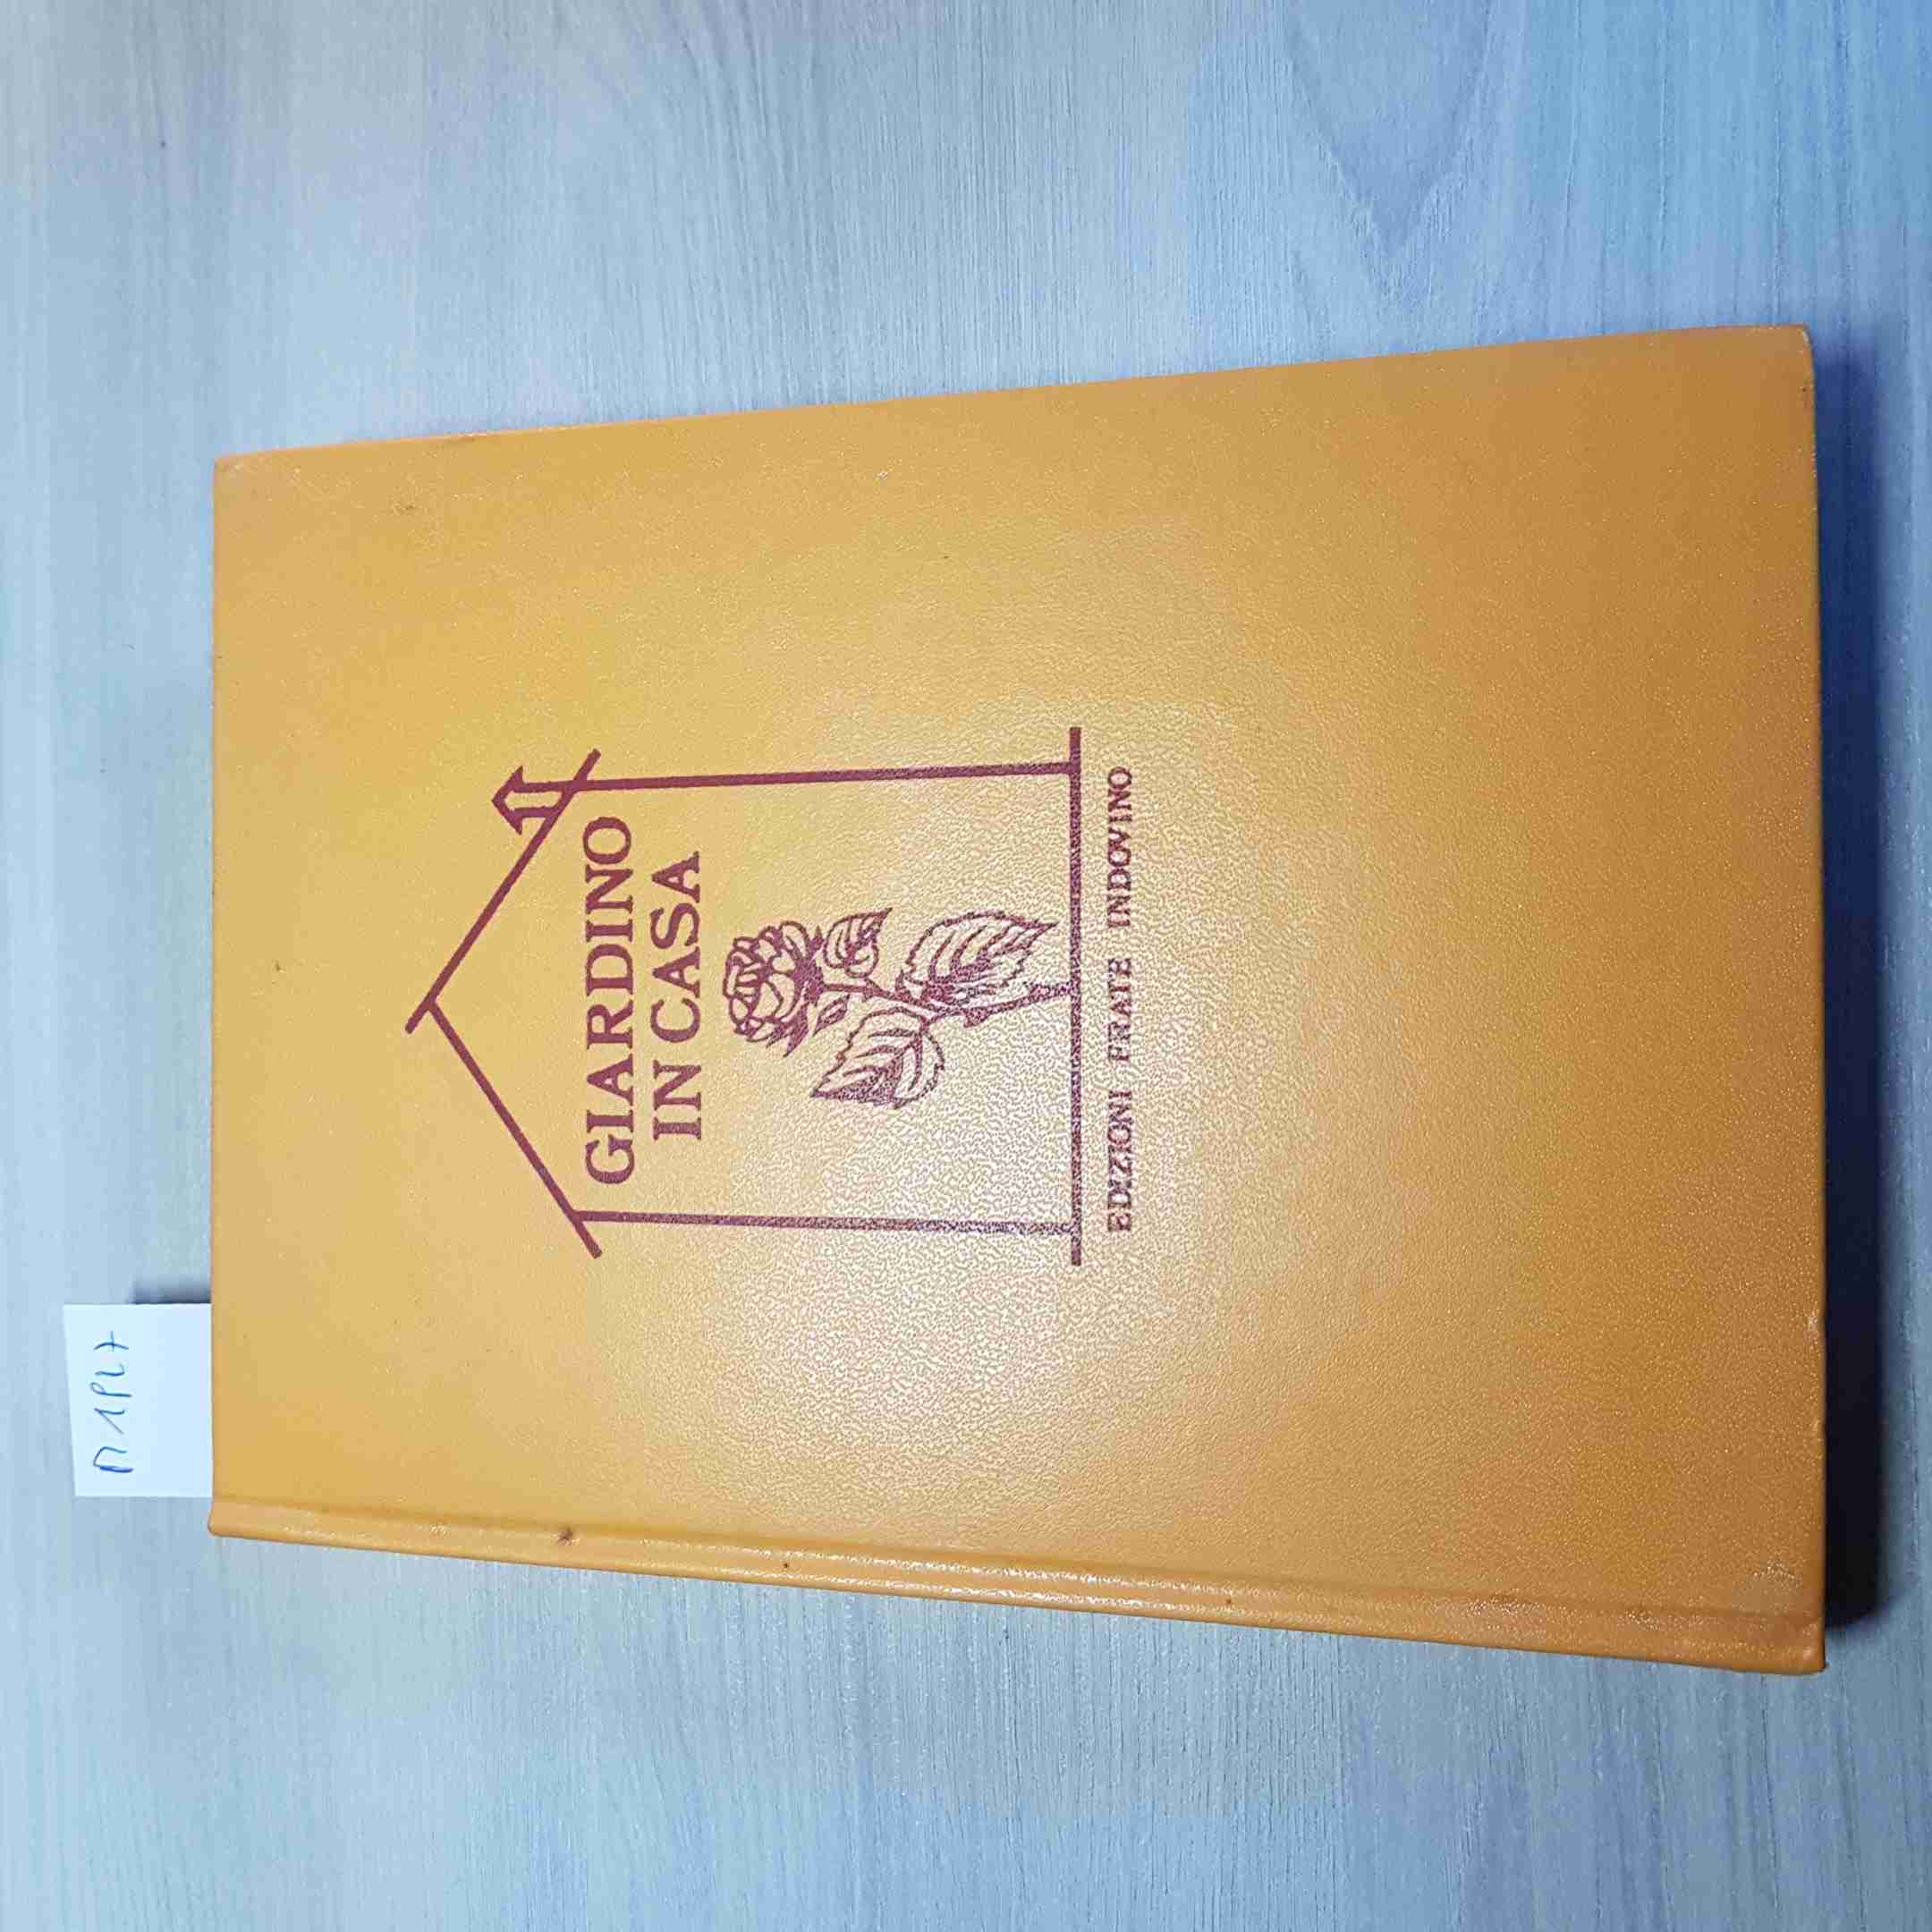 GIARDINO
IN CASA
EDIZIONI FRATE INDOVINO